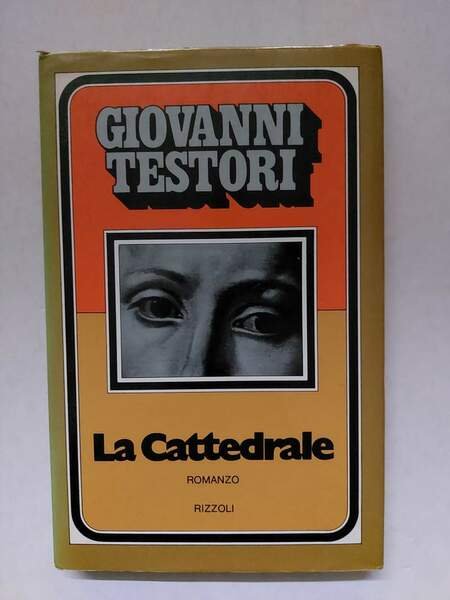 GIOVANNI
TESTORI
La Cattedrale
ROMANZO
RIZZOLI